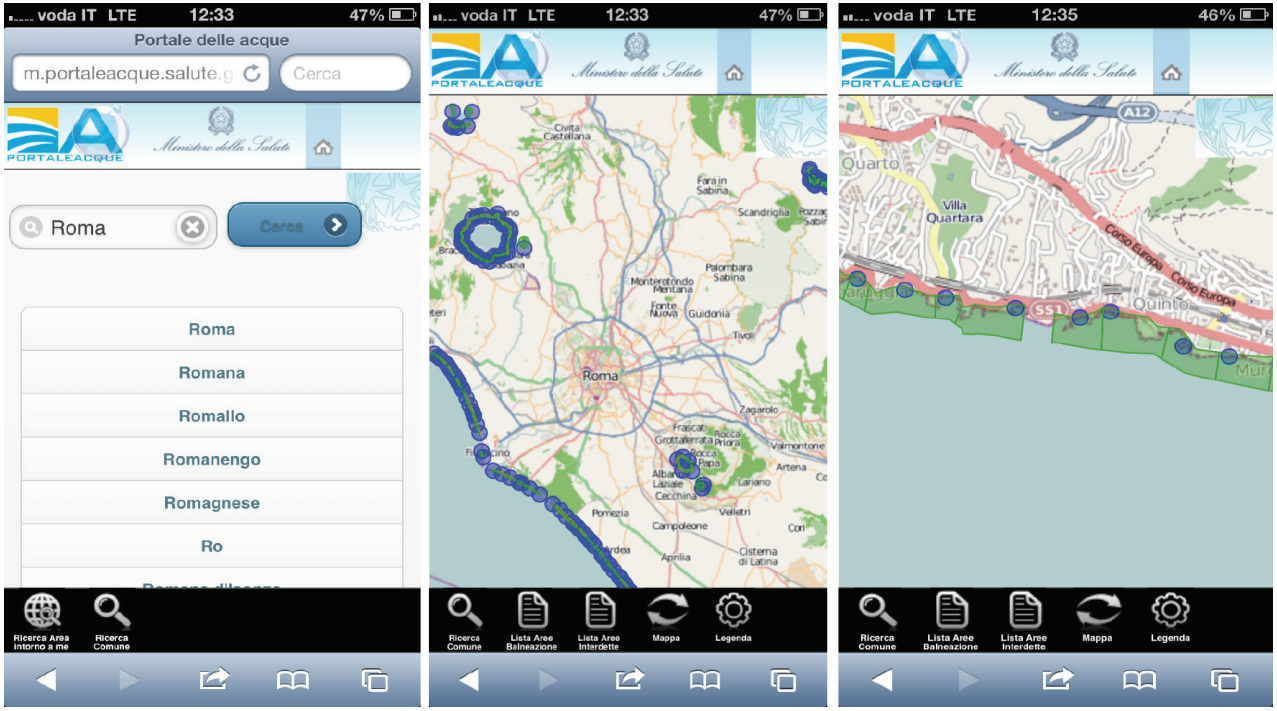 voda IT LTE 12:33 47%
Portale delle acque
m.portaleacque.salute.g
Cerca
PORTALEACQUE
Ministero della Salute
Roma
Cerca
Roma
Romana
Romallo
Romanengo
Romagnese
Ro
Ricerca Area
Intorno a me
Ricerca
Comune
voda IT LTE 12:33 47%
PORTALEACQUE
Ministero della Salute
Civita
Castellana
Fara in
Sabina
Scandriglia
Palombara
Sabina
Monterotondo
Mentana
Fonte
Nuova
Guidonia
Tivoli
Roma
Zagarolo
Frascati
Grottaferrata
Rocca
Priora
Rocca
Papa
Valmontone
Albano
Laziale
Artena
Lariano
Cecchina
Velletri
Pomezia
Campoleone
Cori
Ardea
Aprilia
Cisterna
di Latina
Ricerca
Comune
Lista Aree
Balneazione
Lista Aree
Interdette
Mappa
Legenda
voda IT LTE 12:35 46%
PORTALEACQUE
Ministero della Salute
A12
Quarto
Villa
Quartara
Corso Europa
Corso Europa
SS1
Quinto
Ricerca
Comune
Lista Aree
Balneazione
Lista Aree
Interdette
Mappa
Legenda